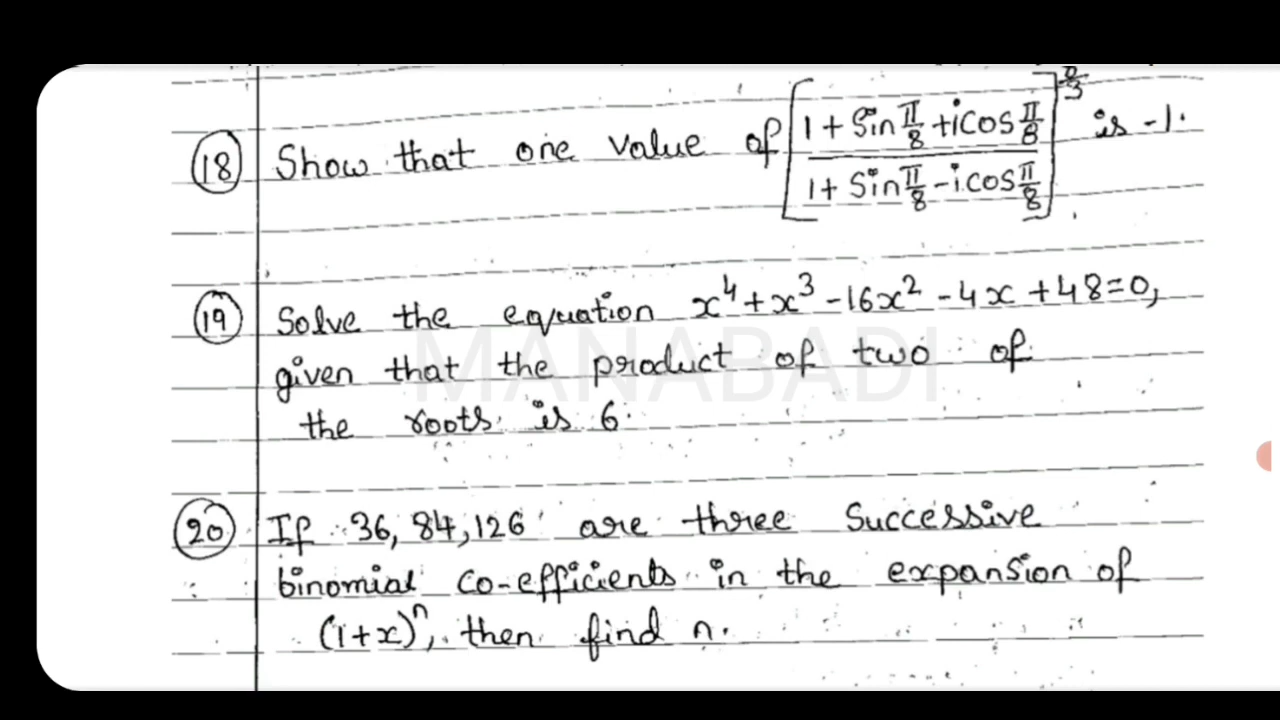 18 Show that one value of [(1 + Sin π/8 + i cos π/8)/(1 + Sin π/8 - i cos π/8)]^(8/3) is -1.
19 Solve the equation x⁴ + x³ - 16x² - 4x + 48 = 0,
given that the product of two of
the roots is 6.
20 If 36, 84, 126 are three Successive
binomial co-efficients in the expansion of
(1+x)ⁿ, then find n.
MANABADI